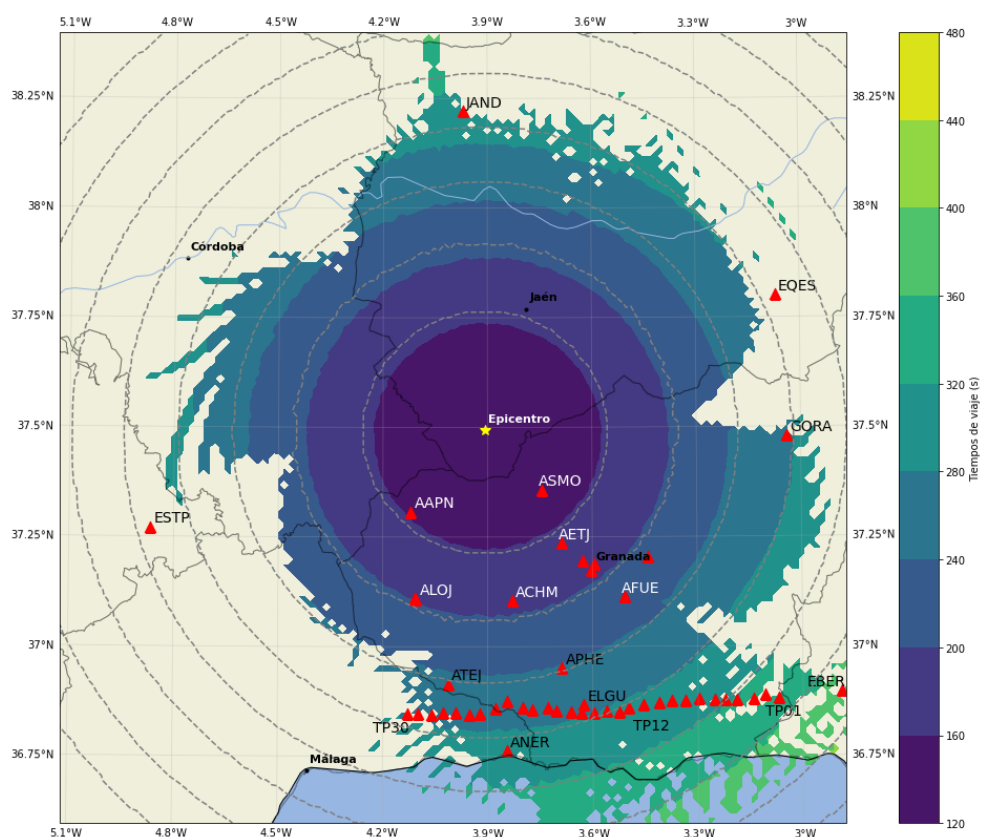 5.1°W 4.8°W 4.5°W 4.2°W 3.9°W 3.6°W 3.3°W 3°W
480
38.25°N JAND 38.25°N
440
38°N 38°N
Córdoba
400
EQES
Jaén
37.75°N 37.75°N
360
Epicentro
GORA
37.5°N 37.5°N
320
Tiempos de viaje (s)
ASMO
AAPN
280
ESTP
37.25°N 37.25°N
AETJ
Granada
240
ALOJ ACHM AFUE
37°N 37°N
200
APHE
ATEJ EBER
ELGU
TP30 TP12 TP01
160
ANER
36.75°N 36.75°N
Málaga
120
5.1°W 4.8°W 4.5°W 4.2°W 3.9°W 3.6°W 3.3°W 3°W